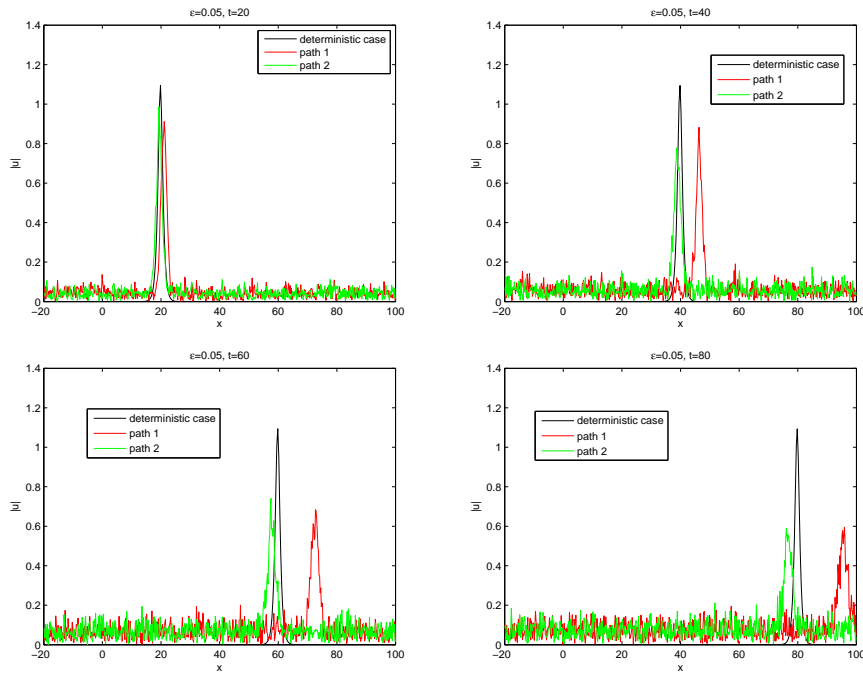 ε=0.05, t=20
1.4
1.2
1
0.8
0.6
0.4
0.2
0
|u|
−20
0
20
40
60
80
100
x
deterministic case
path 1
path 2
ε=0.05, t=40
1.4
1.2
1
0.8
0.6
0.4
0.2
0
|u|
−20
0
20
40
60
80
100
x
deterministic case
path 1
path 2
ε=0.05, t=60
1.4
1.2
1
0.8
0.6
0.4
0.2
0
|u|
−20
0
20
40
60
80
100
x
deterministic case
path 1
path 2
ε=0.05, t=80
1.4
1.2
1
0.8
0.6
0.4
0.2
0
|u|
−20
0
20
40
60
80
100
x
deterministic case
path 1
path 2